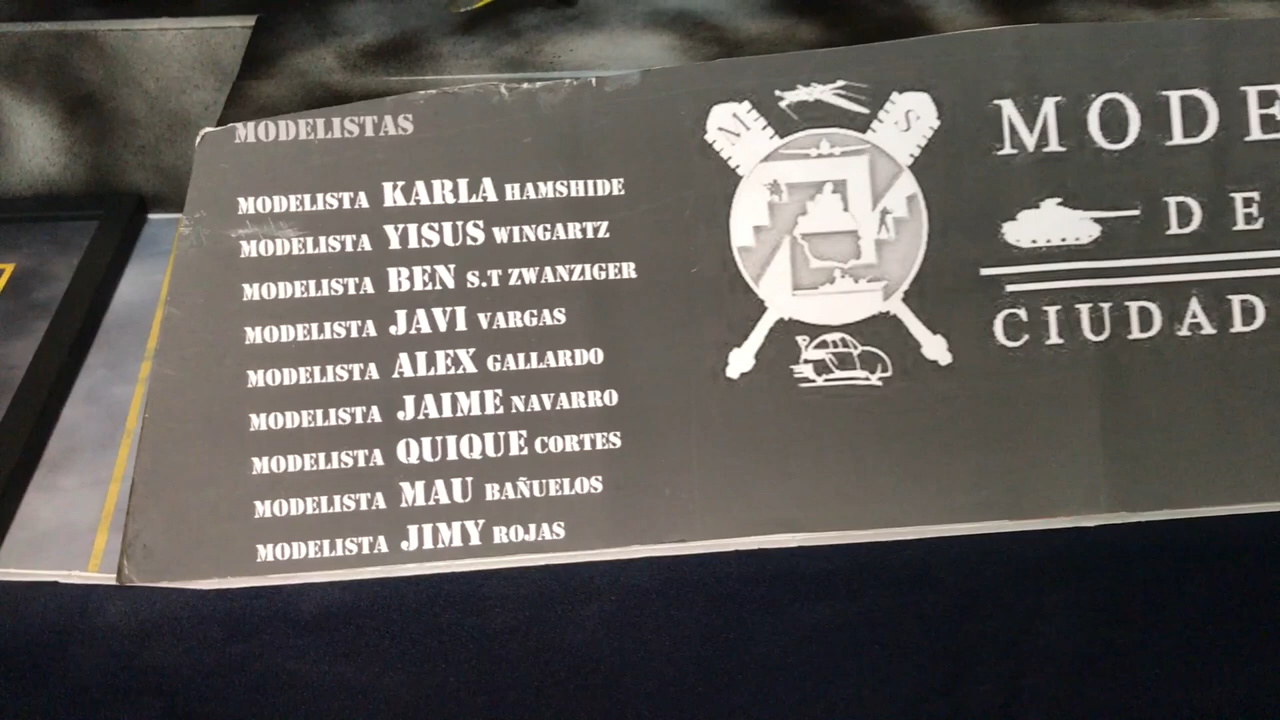 MODELISTAS
MODELISTA KARLA HAMSHIDE
MODELISTA YISUS WINGARTZ
MODELISTA BEN S.T ZWANZIGER
MODELISTA JAVI VARGAS
MODELISTA ALEX GALLARDO
MODELISTA JAIME NAVARRO
MODELISTA QUIQUE CORTES
MODELISTA MAU BAÑUELOS
MODELISTA JIMY ROJAS
M S
MODE
DE
CIUDAD